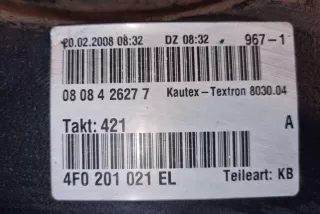 20.02.2008 08:32 DZ 08:32 967-1
08 08 4 2627 7 Kautex-Textron 8030.04
Takt: 421 A
4F0 201 021 EL Teileart: KB